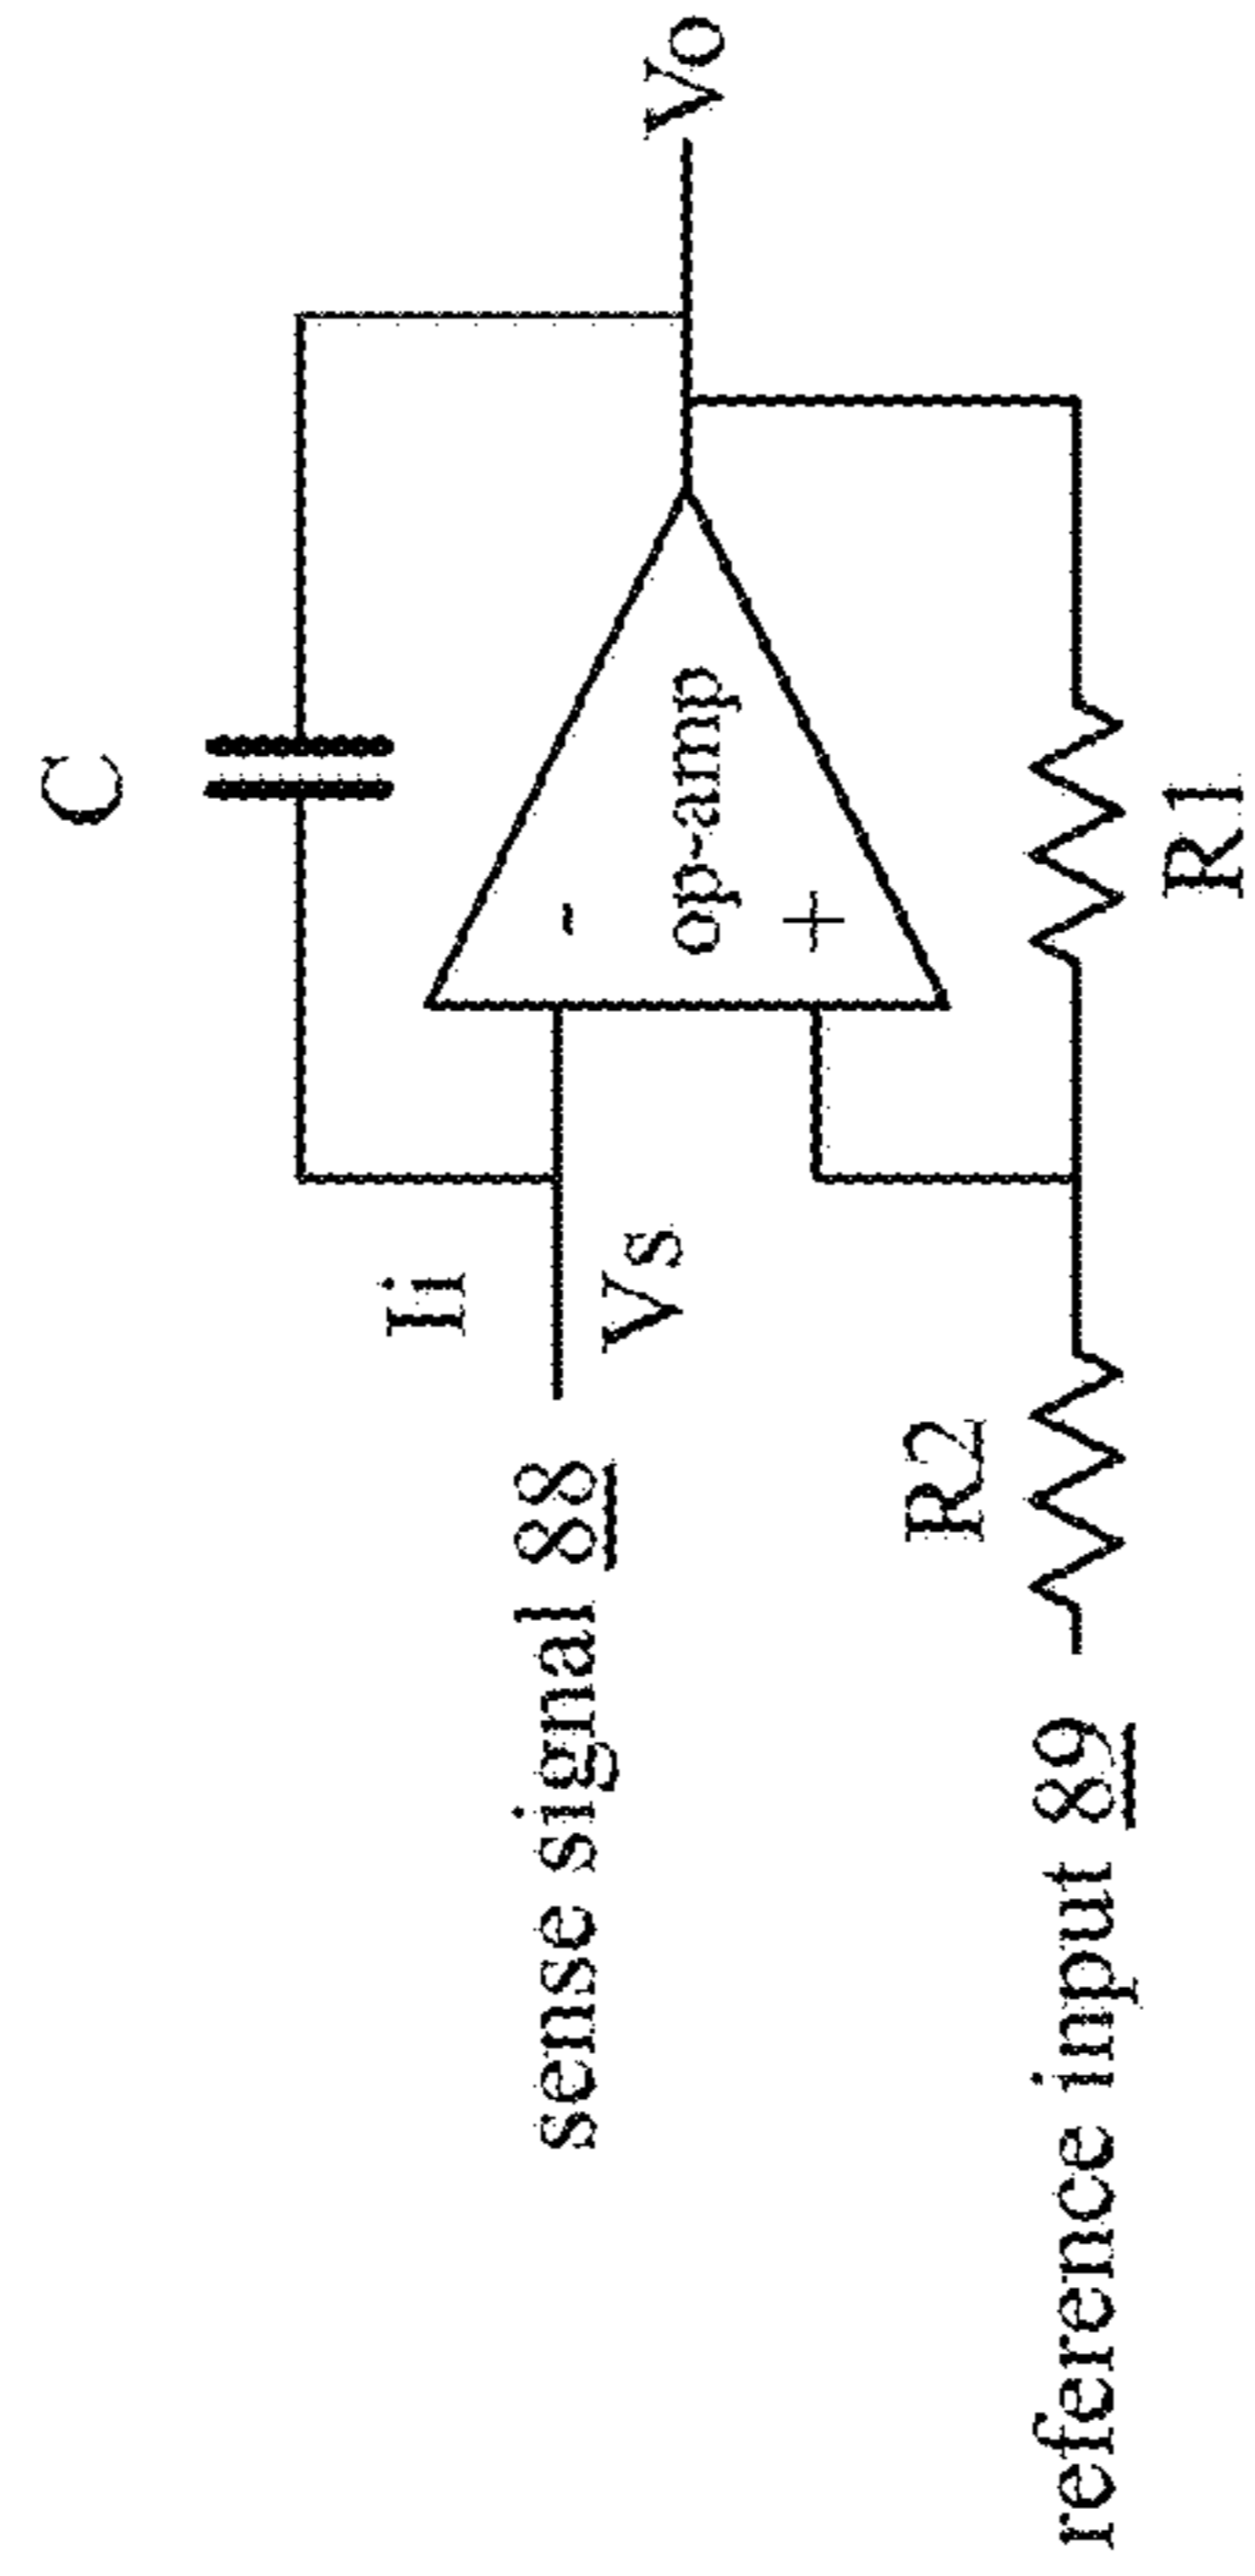 C
Ii
Vs
sense signal 88
-
op-amp
+
Vo
R2
R1
reference input 89